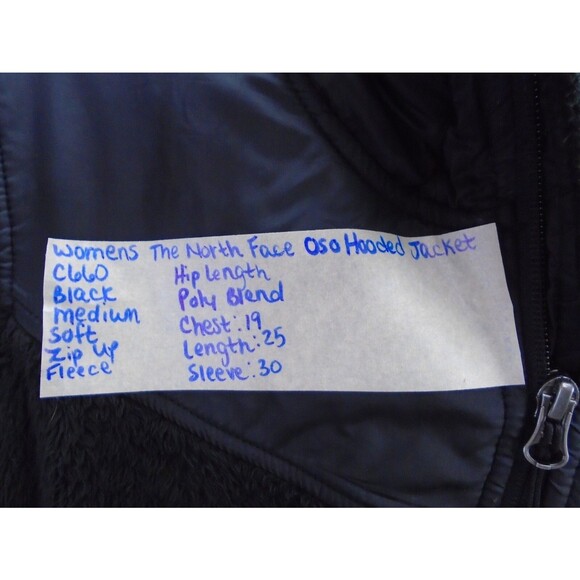 Womens The North Face Oso Hooded Jacket
C660 Hip Length
Black Poly Blend
medium Chest: 19
Soft Length: 25
Zip Up Sleeve: 30
Fleece